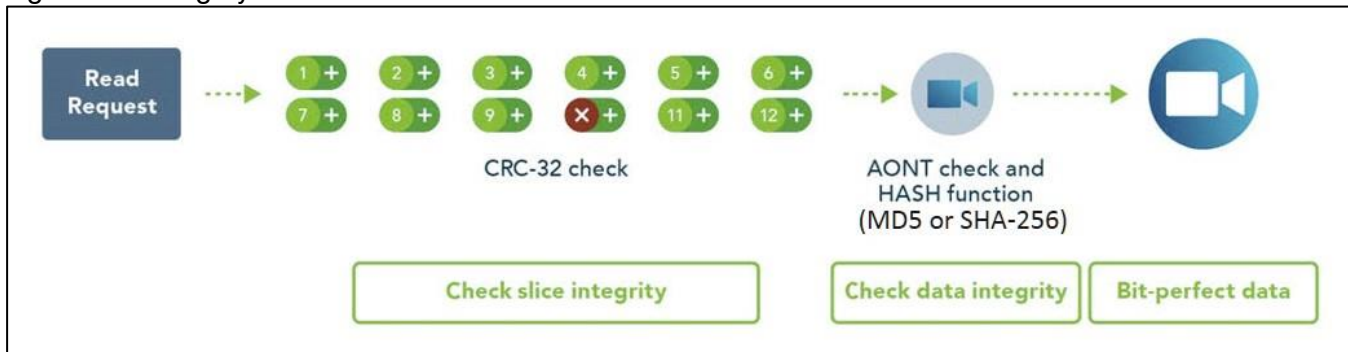 Read
Request
1 + 2 + 3 + 4 + 5 + 6 +
7 + 8 + 9 + × + 11 + 12 +
CRC-32 check
AONT check and
HASH function
(MD5 or SHA-256)
Check slice integrity
Check data integrity
Bit-perfect data